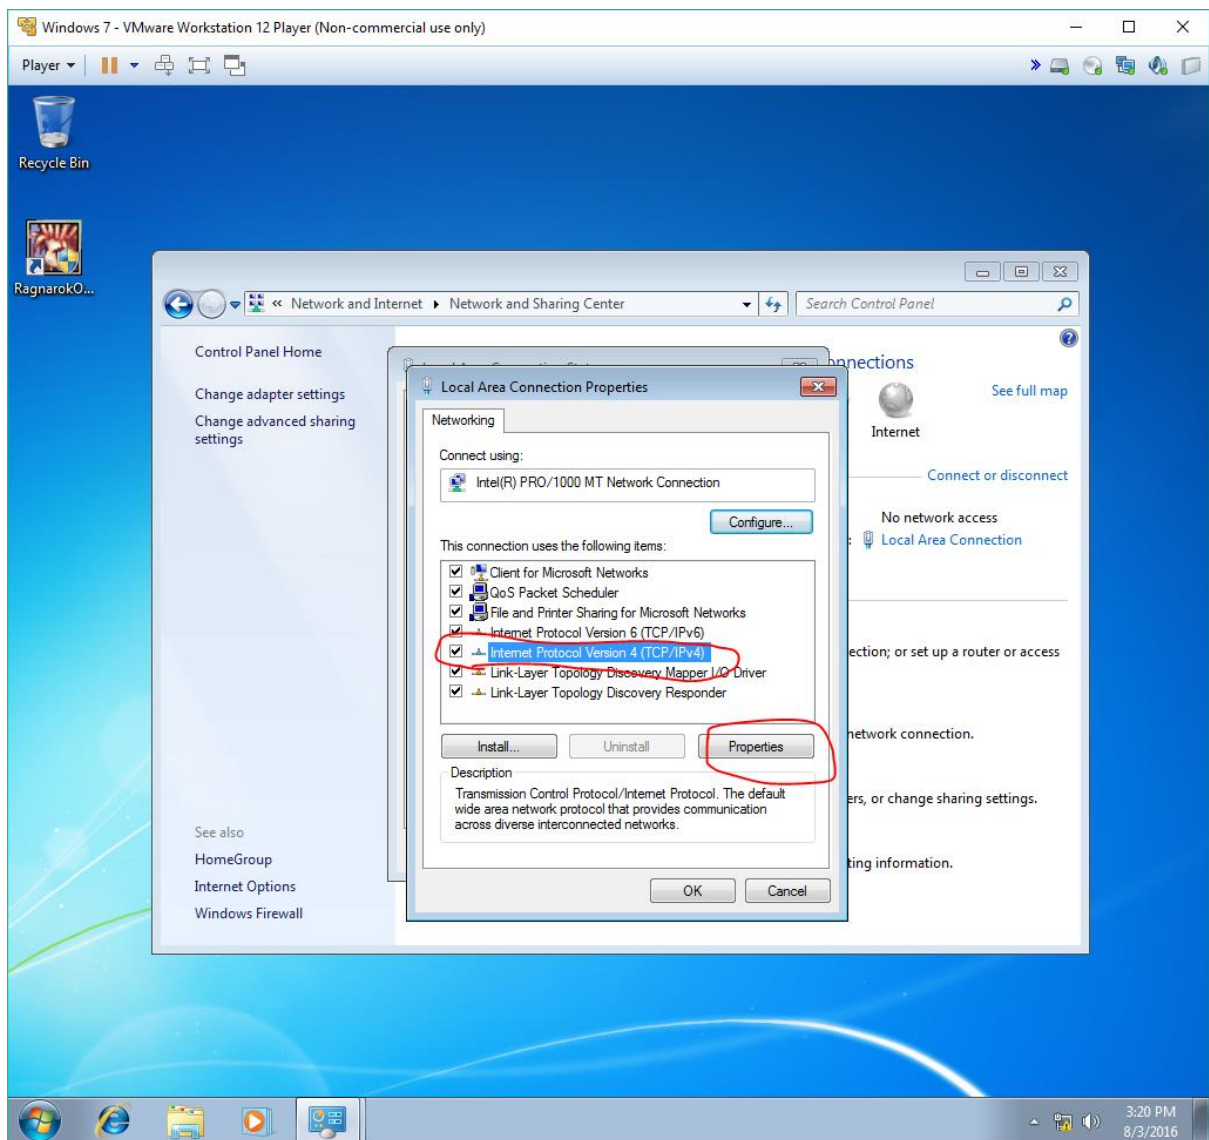 Windows 7 - VMware Workstation 12 Player (Non-commercial use only)
Player
Recycle Bin
RagnarokO...
« Network and Internet Network and Sharing Center
Search Control Panel
Control Panel Home
Change adapter settings
Change advanced sharing
settings
See also
HomeGroup
Internet Options
Windows Firewall
Local Area Connection Properties
Networking
Connect using:
Intel(R) PRO/1000 MT Network Connection
Configure...
This connection uses the following items:
Client for Microsoft Networks
QoS Packet Scheduler
File and Printer Sharing for Microsoft Networks
Internet Protocol Version 6 (TCP/IPv6)
Internet Protocol Version 4 (TCP/IPv4)
Link-Layer Topology Discovery Mapper I/O Driver
Link-Layer Topology Discovery Responder
Install...
Uninstall
Properties
Description
Transmission Control Protocol/Internet Protocol. The default
wide area network protocol that provides communication
across diverse interconnected networks.
OK
Cancel
nnections
See full map
Internet
Connect or disconnect
No network access
: Local Area Connection
ection; or set up a router or access
network connection.
ers, or change sharing settings.
ting information.
3:20 PM
8/3/2016